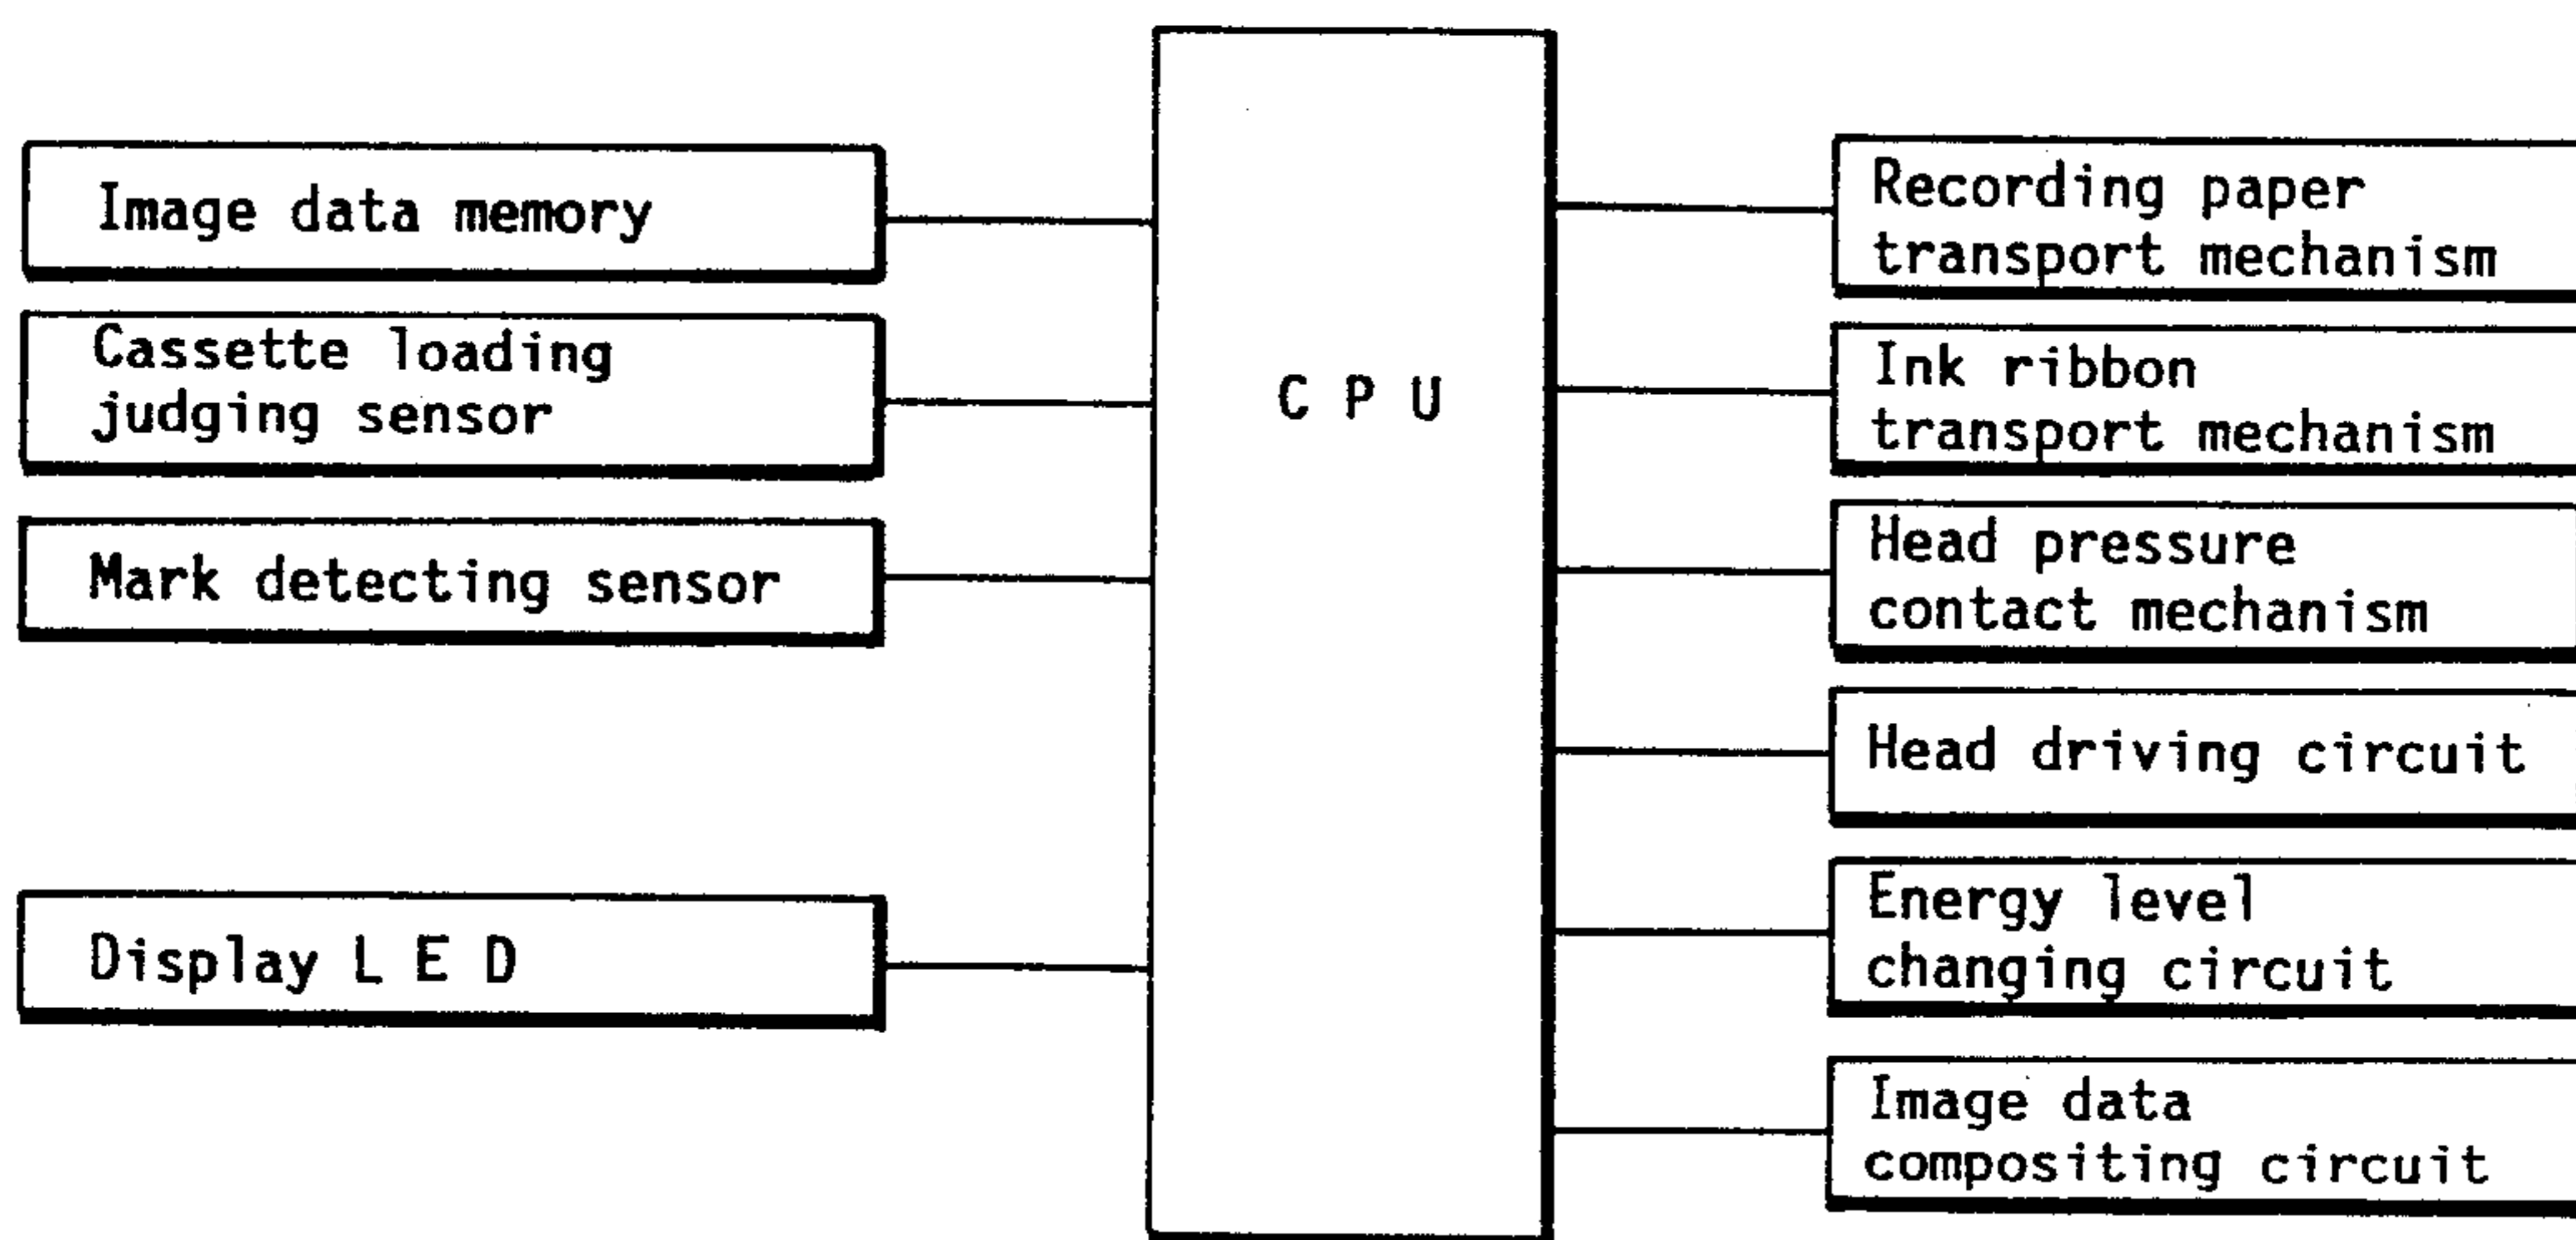 Image data memory
Cassette loading
judging sensor
Mark detecting sensor
Display L E D
C P U
Recording paper
transport mechanism
Ink ribbon
transport mechanism
Head pressure
contact mechanism
Head driving circuit
Energy level
changing circuit
Image data
compositing circuit